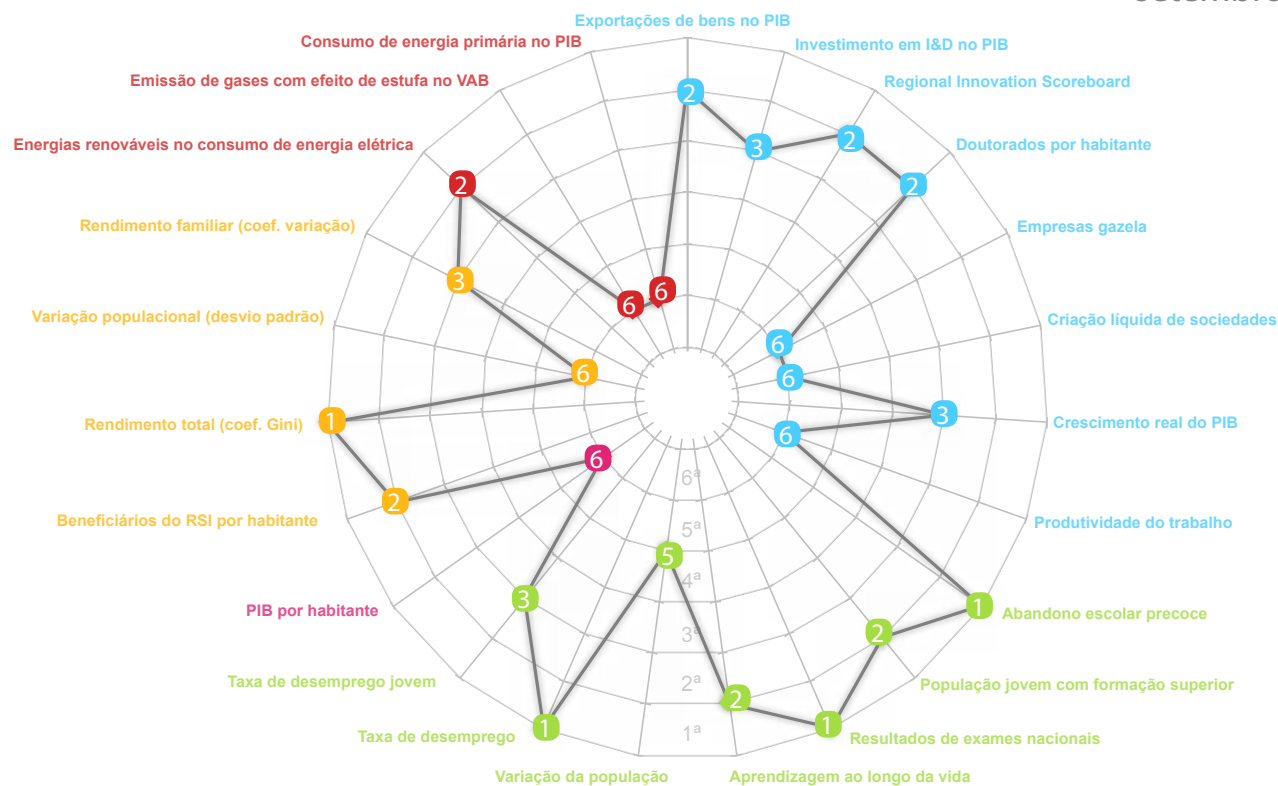 Exportações de bens no PIB
Consumo de energia primária no PIB
Investimento em I&D no PIB
Emissão de gases com efeito de estufa no VAB
Regional Innovation Scoreboard
Energias renováveis no consumo de energia elétrica
Doutorados por habitante
Rendimento familiar (coef. variação)
Empresas gazela
Variação populacional (desvio padrão)
Criação líquida de sociedades
Rendimento total (coef. Gini)
Crescimento real do PIB
Beneficiários do RSI por habitante
Produtividade do trabalho
PIB por habitante
Abandono escolar precoce
Taxa de desemprego jovem
População jovem com formação superior
Taxa de desemprego
Resultados de exames nacionais
Variação da população
Aprendizagem ao longo da vida
2
3
2
2
6
6
3
6
1
2
1
2
5
1
3
6
2
1
6
3
2
6
6
6ª
5ª
4ª
3ª
2ª
1ª